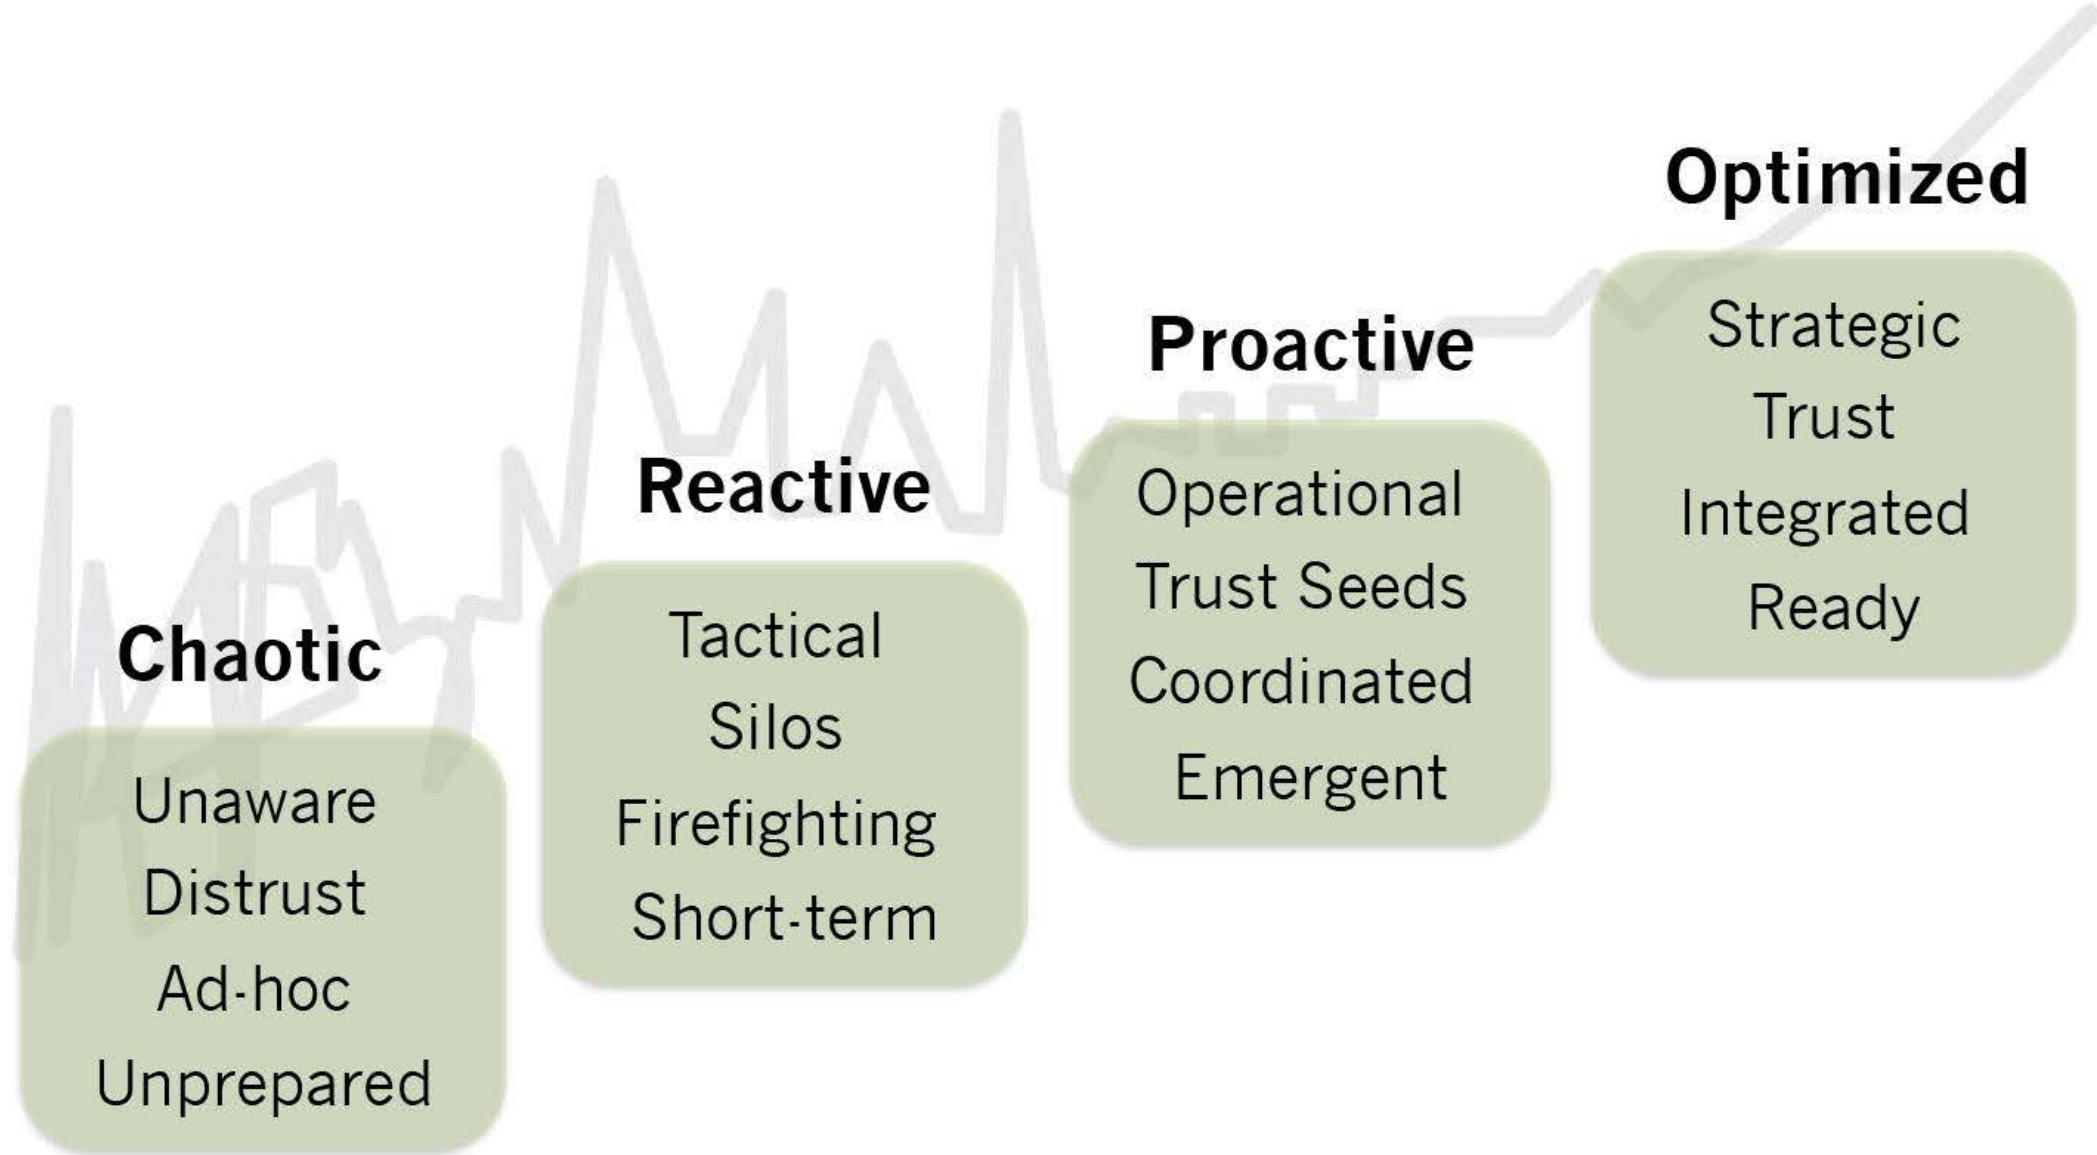 Chaotic
Unaware
Distrust
Ad-hoc
Unprepared
Reactive
Tactical
Silos
Firefighting
Short-term
Proactive
Operational
Trust Seeds
Coordinated
Emergent
Optimized
Strategic
Trust
Integrated
Ready